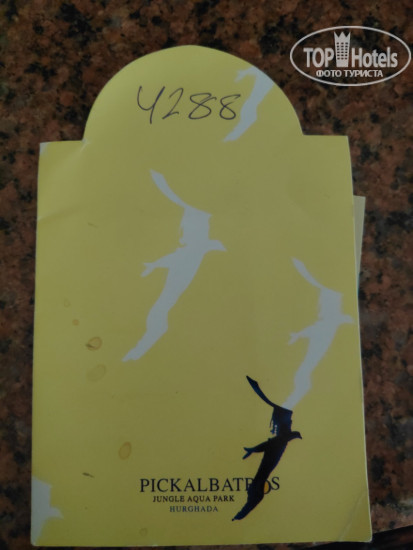 TOP Hotels
ФОТО ТУРИСТА
4288
PICKALBATROS
JUNGLE AQUA PARK
HURGHADA